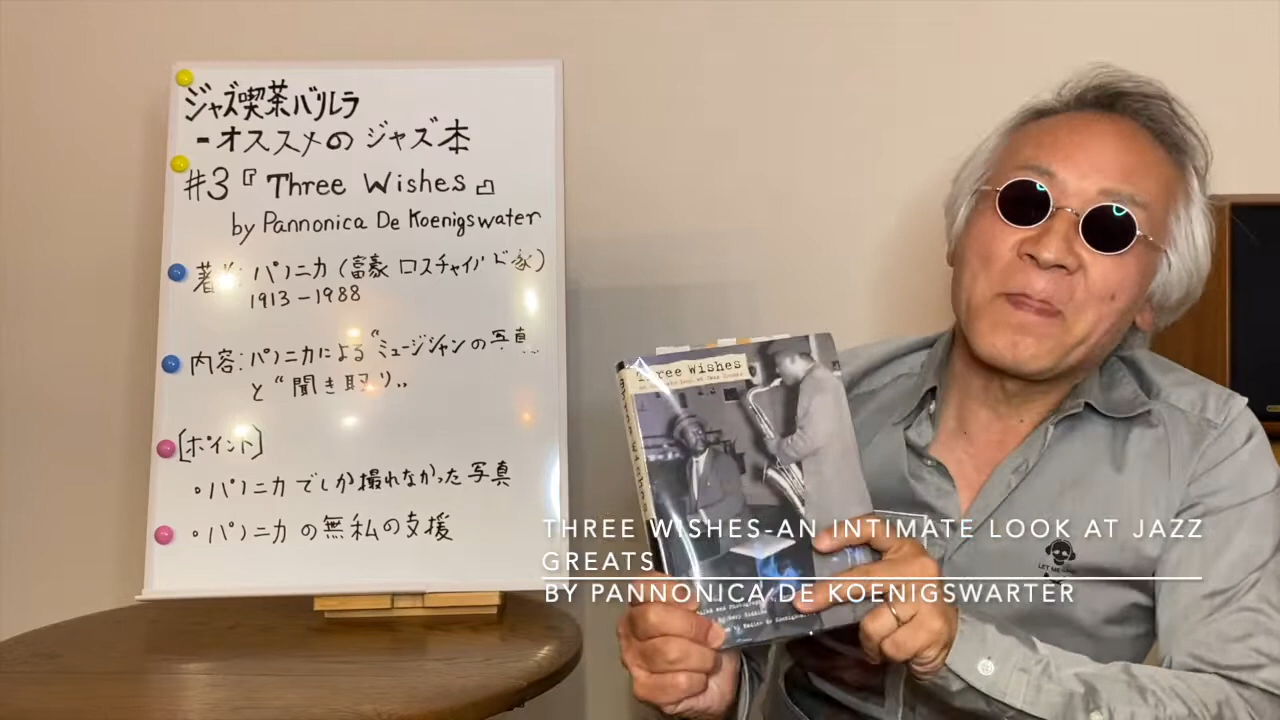 ジャズ喫茶バルラ
-オススメのジャズ本
#3『Three Wishes』
by Pannonica De Koenigswater
著者: パノニカ(富豪 ロスチャイルド家)
1913-1988
内容: パノニカによる“ミュージシャンの写真
と“聞き取り”
[ポイント]
◦パノニカでしか撮れなかった写真
◦パノニカの無私の支援
Three Wishes
THREE WISHES-AN INTIMATE LOOK AT JAZZ
GREATS
BY PANNONICA DE KOENIGSWARTER
LET ME